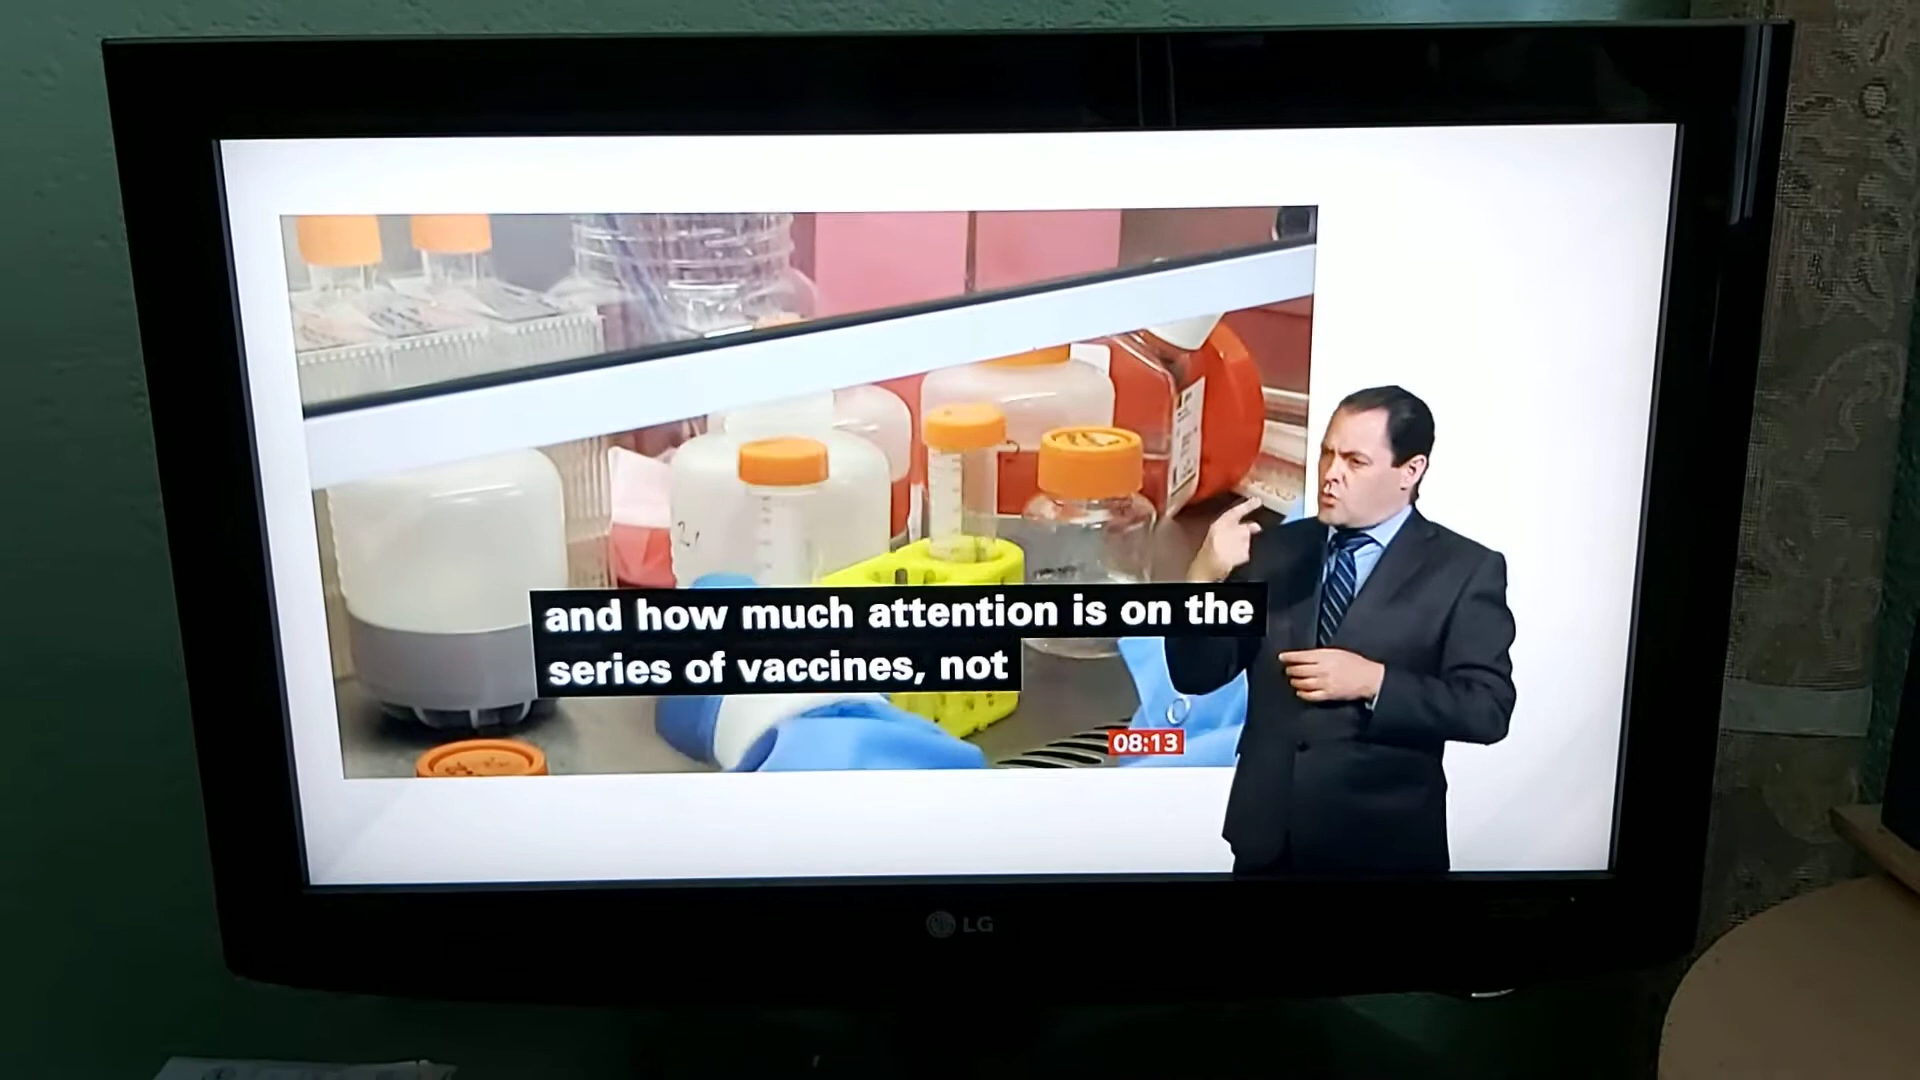 and how much attention is on the
series of vaccines, not
08:13
LG